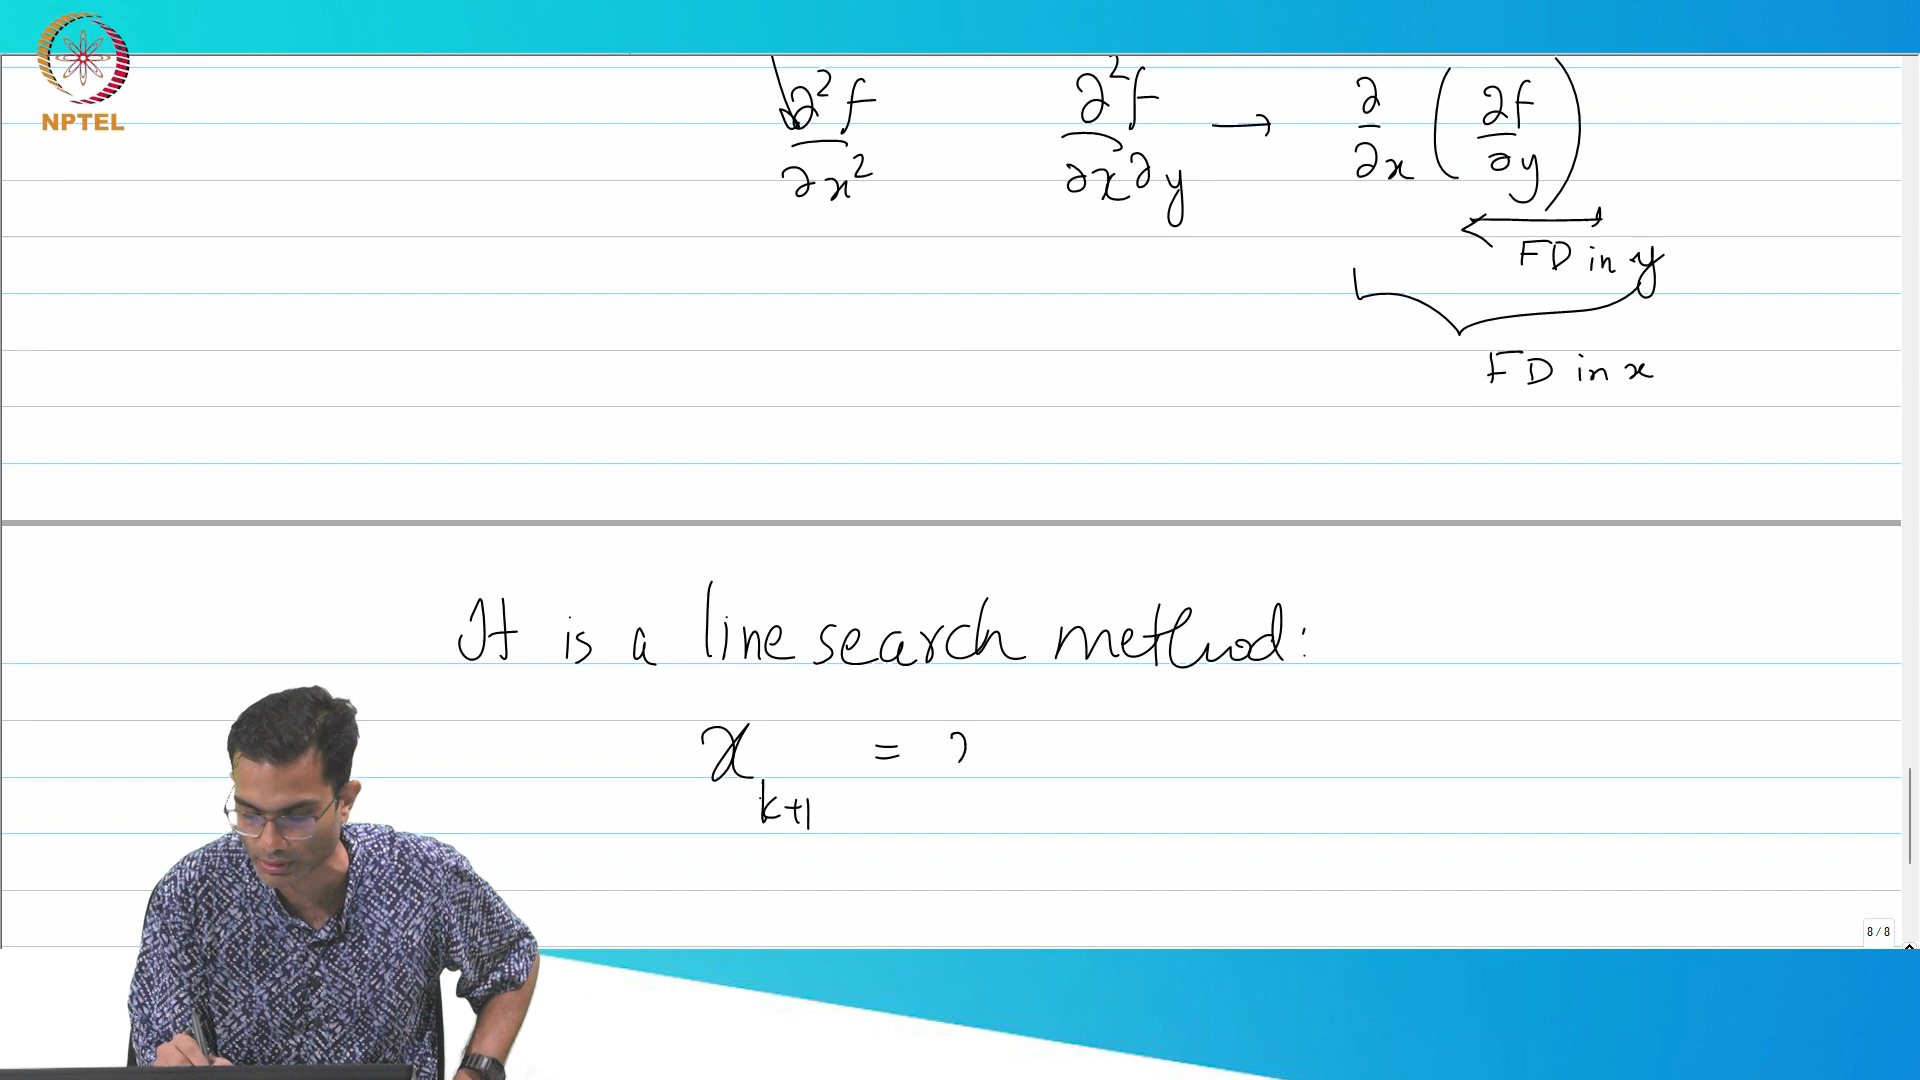 NPTEL
∂²f/∂x² ∂²f/∂x∂y → ∂/∂x (∂f/∂y)
FD in y
FD in x
It is a line search method:
x_{k+1} =
8 / 8